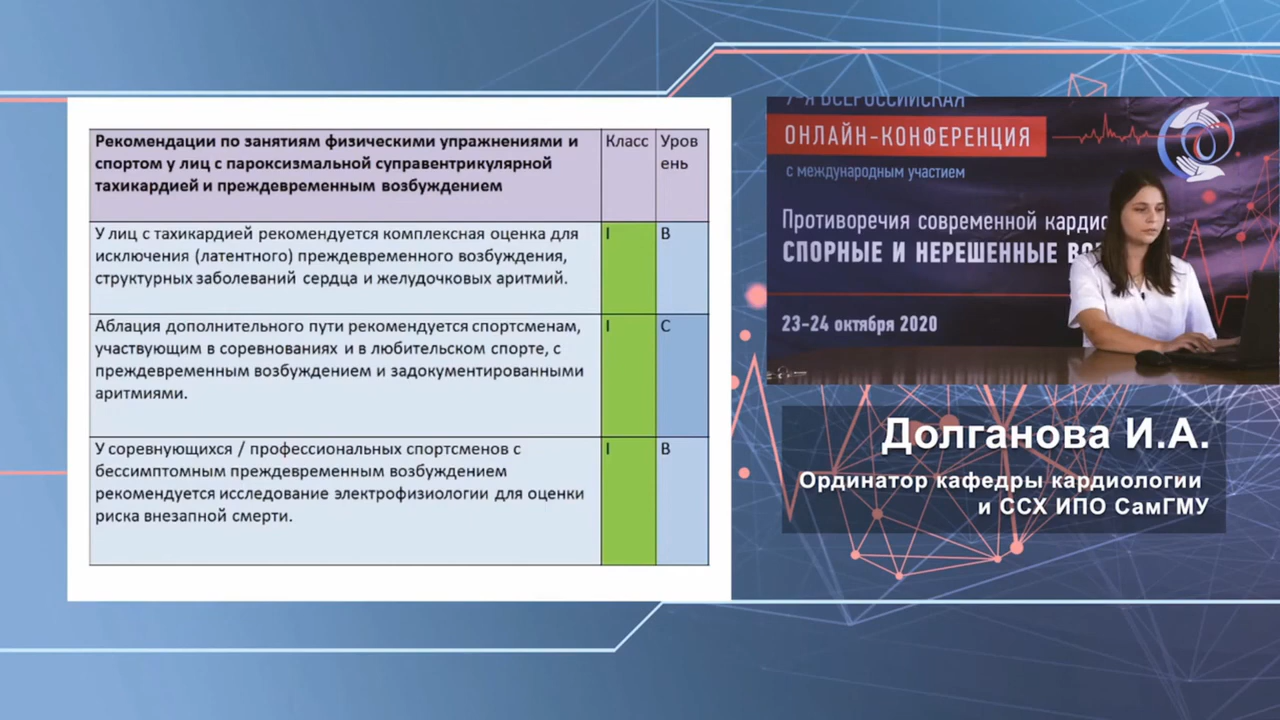 Рекомендации по занятиям физическими упражнениями и
спортом у лиц с пароксизмальной суправентрикулярной
тахикардией и преждевременным возбуждением
Класс
Уров
ень
У лиц с тахикардией рекомендуется комплексная оценка для
исключения (латентного) преждевременного возбуждения,
структурных заболеваний сердца и желудочковых аритмий.
I
B
Аблация дополнительного пути рекомендуется спортсменам,
участвующим в соревнованиях и в любительском спорте, с
преждевременным возбуждением и задокументированными
аритмиями.
I
C
У соревнующихся / профессиональных спортсменов с
бессимптомным преждевременным возбуждением
рекомендуется исследование электрофизиологии для оценки
риска внезапной смерти.
I
B
7-Я ВСЕРОССИЙСКАЯ
ОНЛАЙН-КОНФЕРЕНЦИЯ
с международным участием
Противоречия современной
СПОРНЫЕ И НЕРЕШЕННЫЕ
23-24 октября 2020
Долганова И.А.
Ординатор кафедры кардиологии
и ССХ ИПО СамГМУ